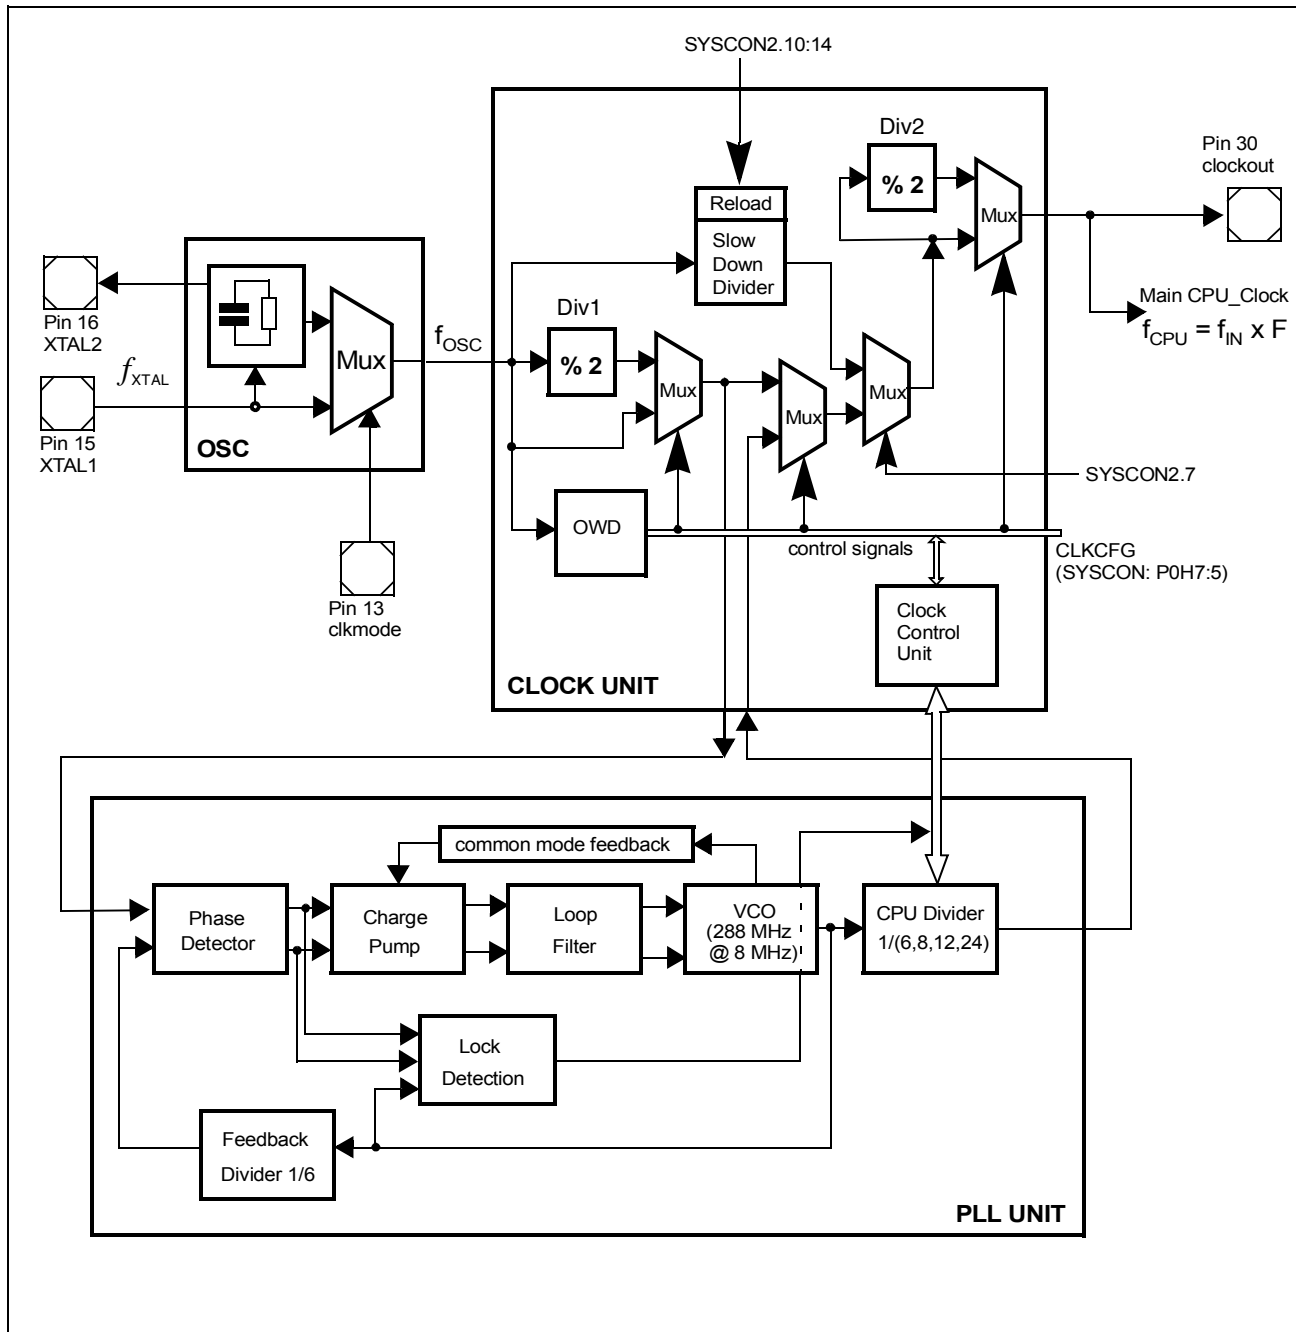 SYSCON2.10:14
Div2
% 2
Mux
Pin 30
clockout
Reload
Slow
Down
Divider
Main CPU_Clock
fCPU = fIN x F
Pin 16
XTAL2
fXTAL
Mux
fOSC
Div1
% 2
Mux
Mux
Mux
Pin 15
XTAL1
OSC
SYSCON2.7
OWD
control signals
CLKCFG
(SYSCON: P0H7:5)
Pin 13
clkmode
Clock
Control
Unit
CLOCK UNIT
common mode feedback
Phase
Detector
Charge
Pump
Loop
Filter
VCO
(288 MHz
@ 8 MHz)
CPU Divider
1/(6,8,12,24)
Lock
Detection
Feedback
Divider 1/6
PLL UNIT